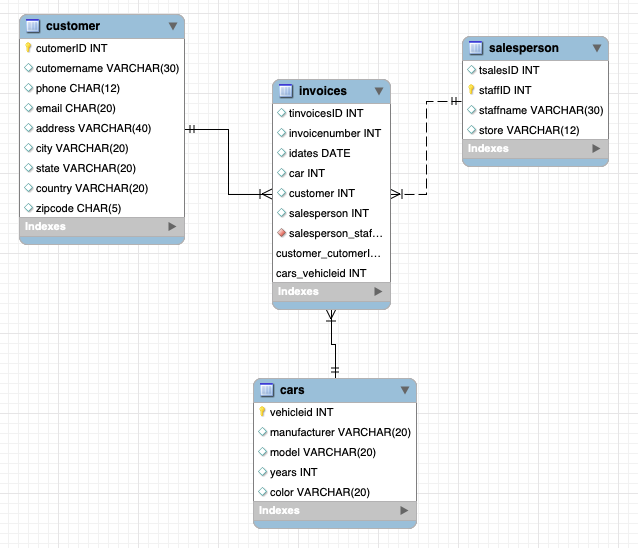 customer
cutomerID INT
cutomername VARCHAR(30)
phone CHAR(12)
email CHAR(20)
address VARCHAR(40)
city VARCHAR(20)
state VARCHAR(20)
country VARCHAR(20)
zipcode CHAR(5)
Indexes
invoices
tinvoicesID INT
invoicenumber INT
idates DATE
car INT
customer INT
salesperson INT
salesperson_staf...
customer_cutomerI...
cars_vehicleid INT
Indexes
salesperson
tsalesID INT
staffID INT
staffname VARCHAR(30)
store VARCHAR(12)
Indexes
cars
vehicleid INT
manufacturer VARCHAR(20)
model VARCHAR(20)
years INT
color VARCHAR(20)
Indexes